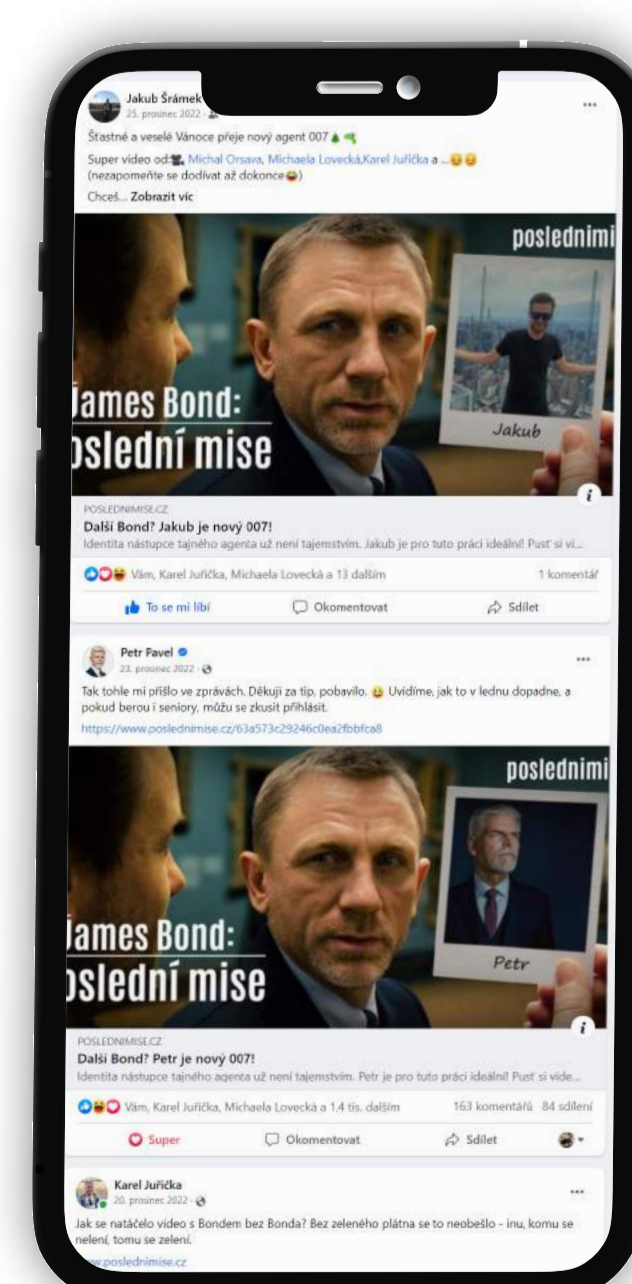 Jakub Šrámek
25. prosinec 2022 ·
Šťastné a veselé Vánoce přeje nový agent 007
Super video od: Michal Orsava, Michaela Lovecká,Karel Juřička a ...
(nezapomeňte se dodívat až dokonce)
Chceš... Zobrazit víc
poslednimi
James Bond:
oslední mise
Jakub
POSLEDNIMISE.CZ
Další Bond? Jakub je nový 007!
Identita nástupce tajného agenta už není tajemstvím. Jakub je pro tuto práci ideální! Pusť si vi...
Vám, Karel Juřička, Michaela Lovecká a 13 dalším 1 komentář
To se mi líbí Okomentovat Sdílet
Petr Pavel
23. prosinec 2022 ·
Tak tohle mi přišlo ve zprávách. Děkuji za tip, pobavilo. Uvidíme, jak to v lednu dopadne, a
pokud berou i seniory, můžu se zkusit přihlásit.
https://www.poslednimise.cz/63a573c29246c0ea2fbbfca8
poslednimi
James Bond:
oslední mise
Petr
POSLEDNIMISE.CZ
Další Bond? Petr je nový 007!
Identita nástupce tajného agenta už není tajemstvím. Petr je pro tuto práci ideální! Pusť si vide...
Vám, Karel Juřička, Michaela Lovecká a 1,4 tis. dalším 163 komentářů 84 sdílení
Super Okomentovat Sdílet
Karel Juřička
20. prosinec 2022 ·
Jak se natáčelo video s Bondem bez Bonda? Bez zeleného plátna se to neobešlo - inu, komu se
nelení, tomu se zelení.
www.poslednimise.cz